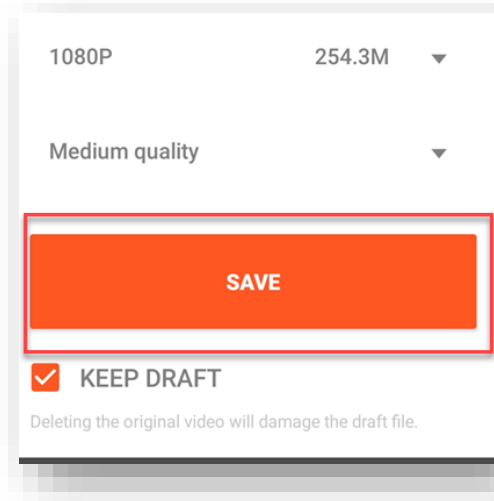 1080P 254.3M
Medium quality
SAVE
KEEP DRAFT
Deleting the original video will damage the draft file.